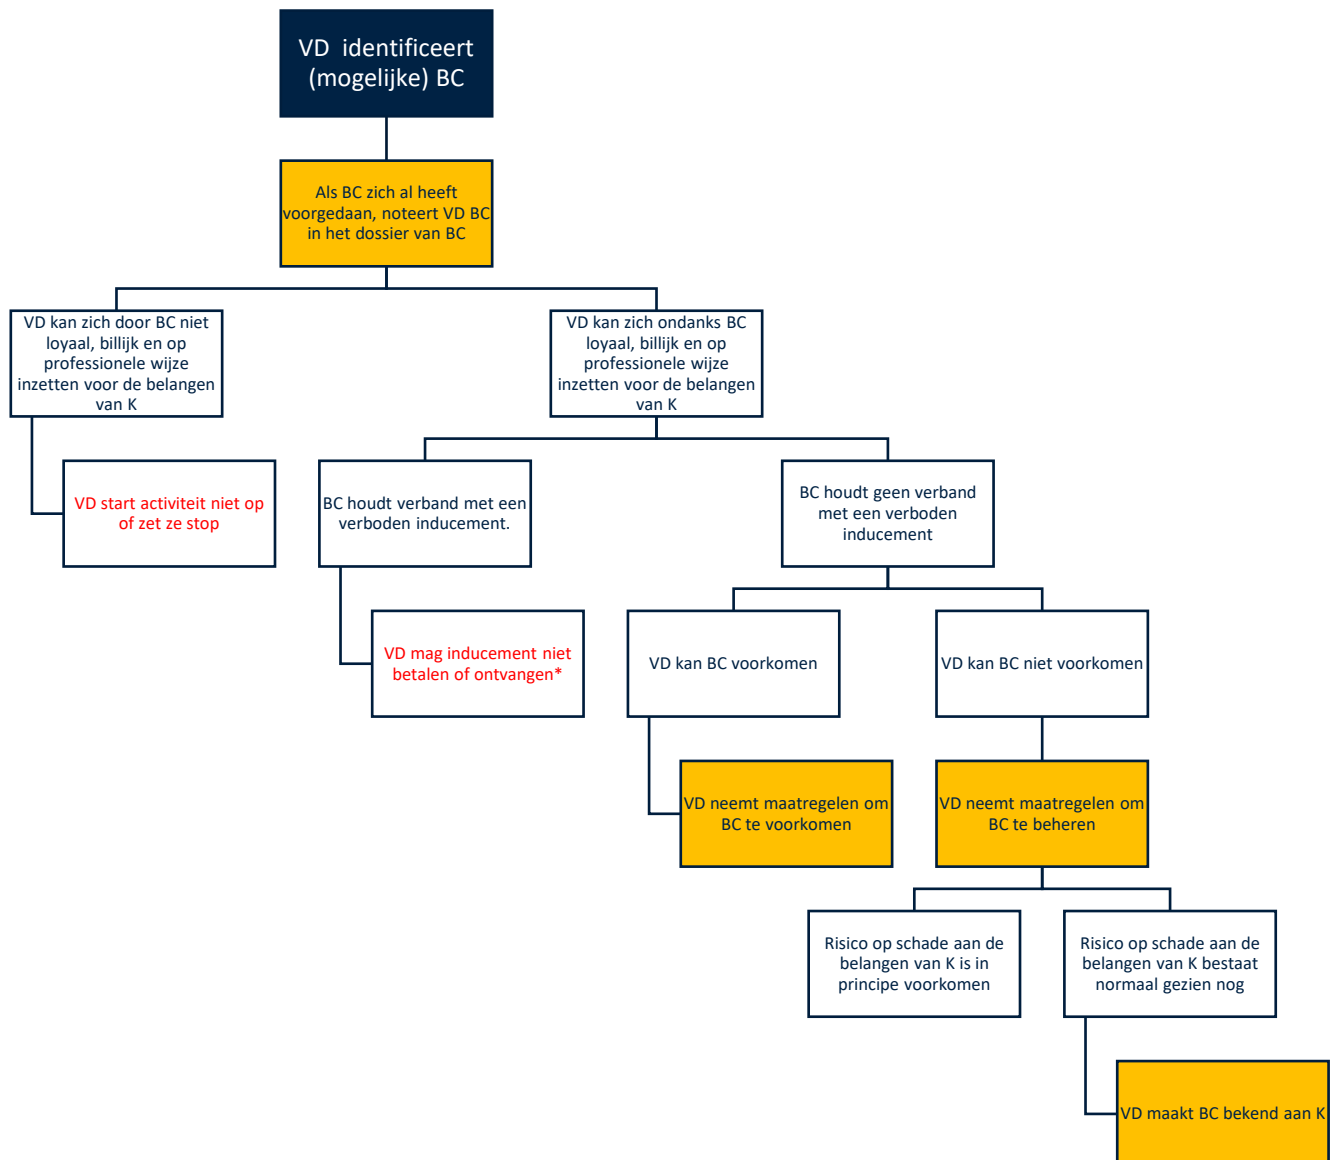 VD identificeert
(mogelijke) BC
Als BC zich al heeft
voorgedaan, noteert VD BC
in het dossier van BC
VD kan zich door BC niet
loyaal, billijk en op
professionele wijze
inzetten voor de belangen
van K
VD kan zich ondanks BC
loyaal, billijk en op
professionele wijze
inzetten voor de belangen
van K
VD start activiteit niet op
of zet ze stop
BC houdt verband met een
verboden inducement.
BC houdt geen verband
met een verboden
inducement
VD mag inducement niet
betalen of ontvangen*
VD kan BC voorkomen
VD kan BC niet voorkomen
VD neemt maatregelen om
BC te voorkomen
VD neemt maatregelen om
BC te beheren
Risico op schade aan de
belangen van K is in
principe voorkomen
Risico op schade aan de
belangen van K bestaat
normaal gezien nog
VD maakt BC bekend aan K